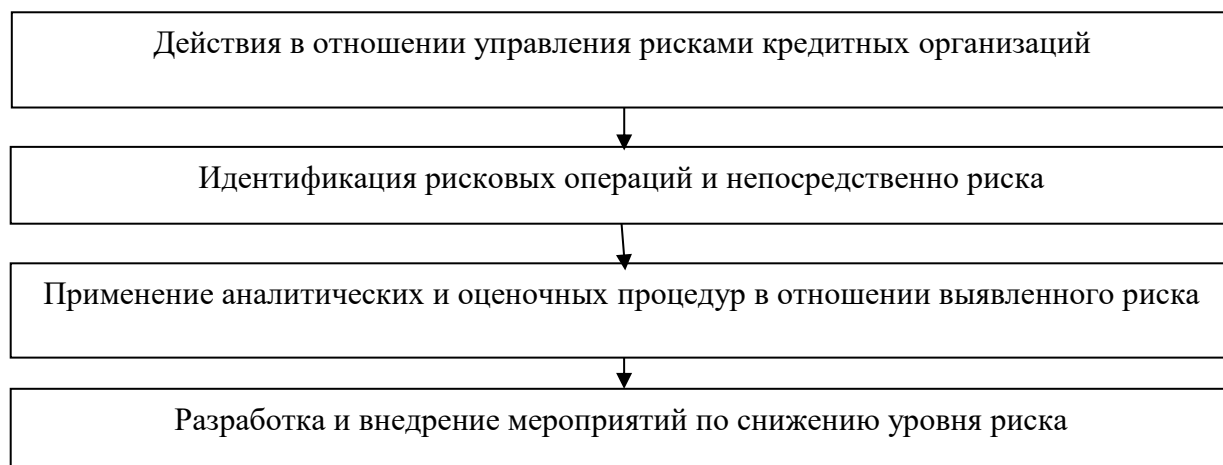 Действия в отношении управления рисками кредитных организаций
Идентификация рисковых операций и непосредственно риска
Применение аналитических и оценочных процедур в отношении выявленного риска
Разработка и внедрение мероприятий по снижению уровня риска